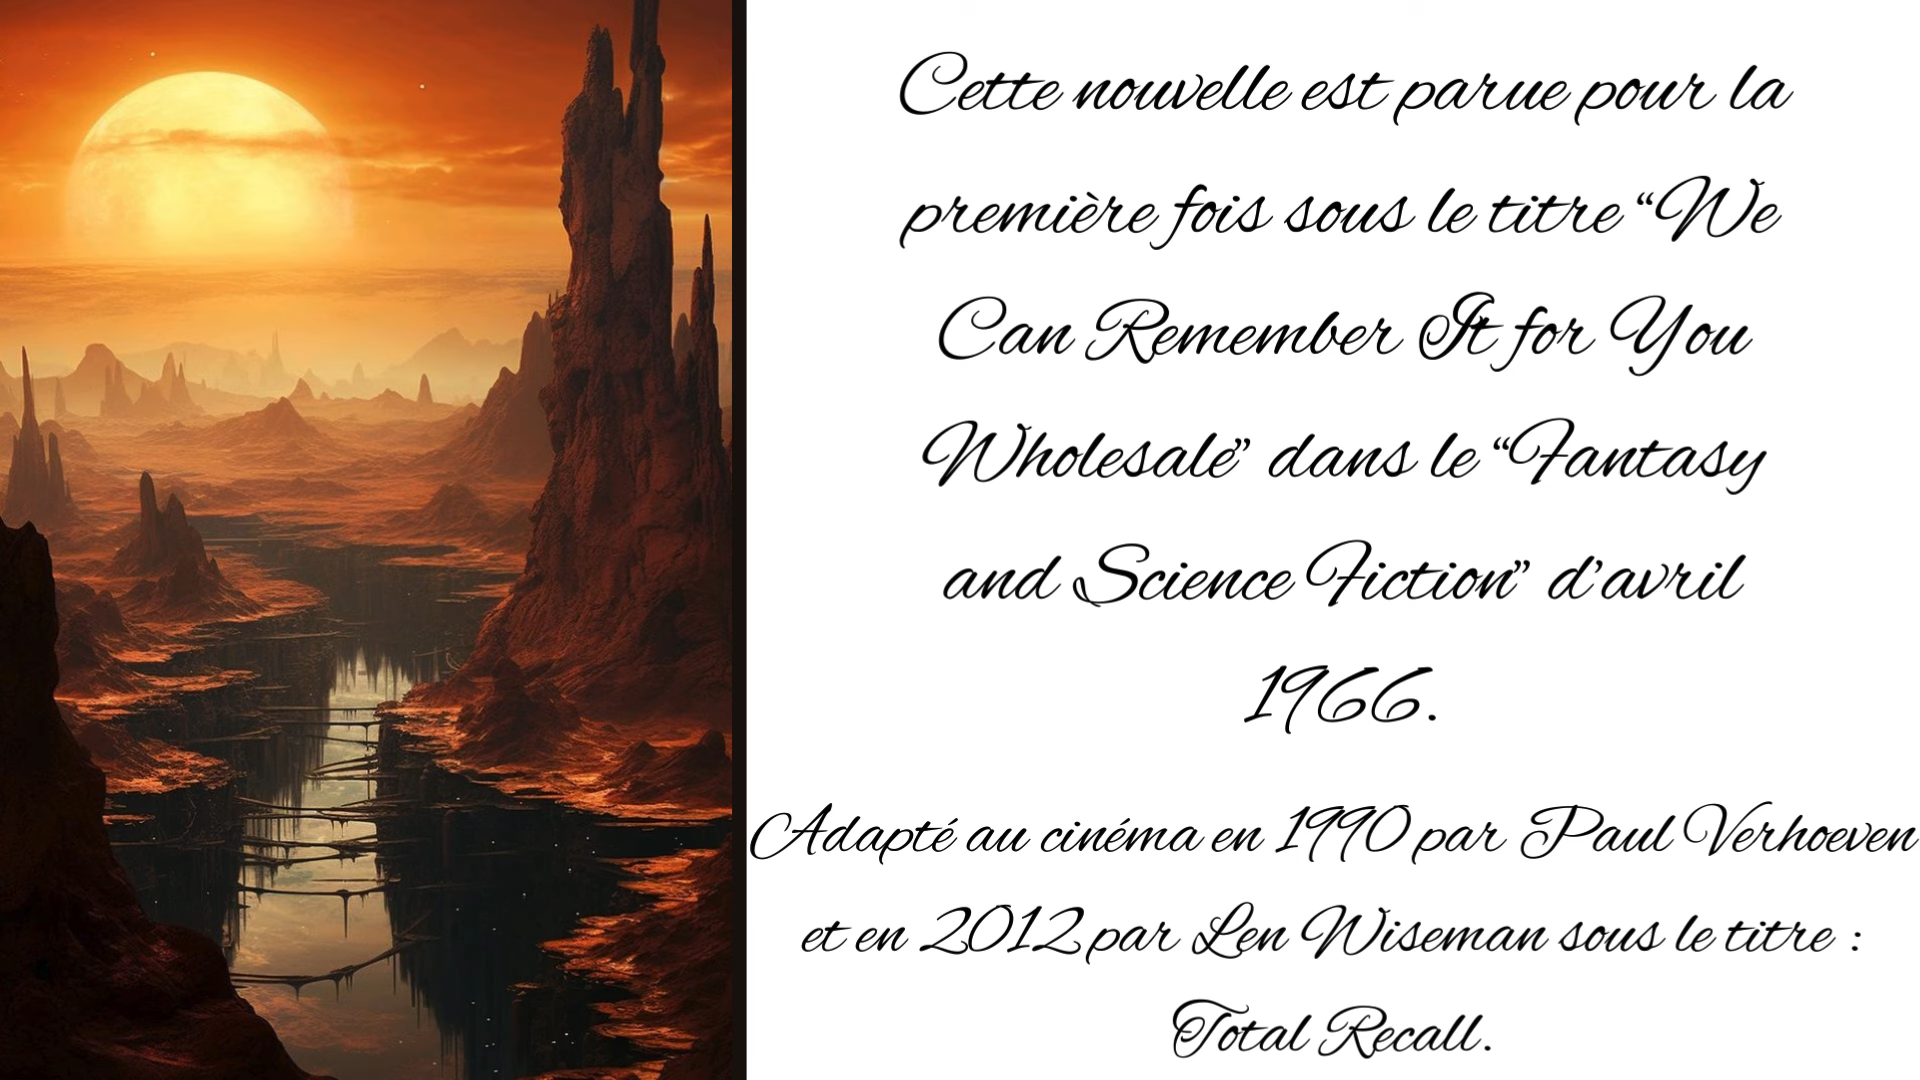 Cette nouvelle est parue pour la
première fois sous le titre “We
Can Remember It for You
Wholesale” dans le “Fantasy
and Science Fiction” d’avril
1966.
Adapté au cinéma en 1990 par Paul Verhoeven
et en 2012 par Len Wiseman sous le titre :
Total Recall.